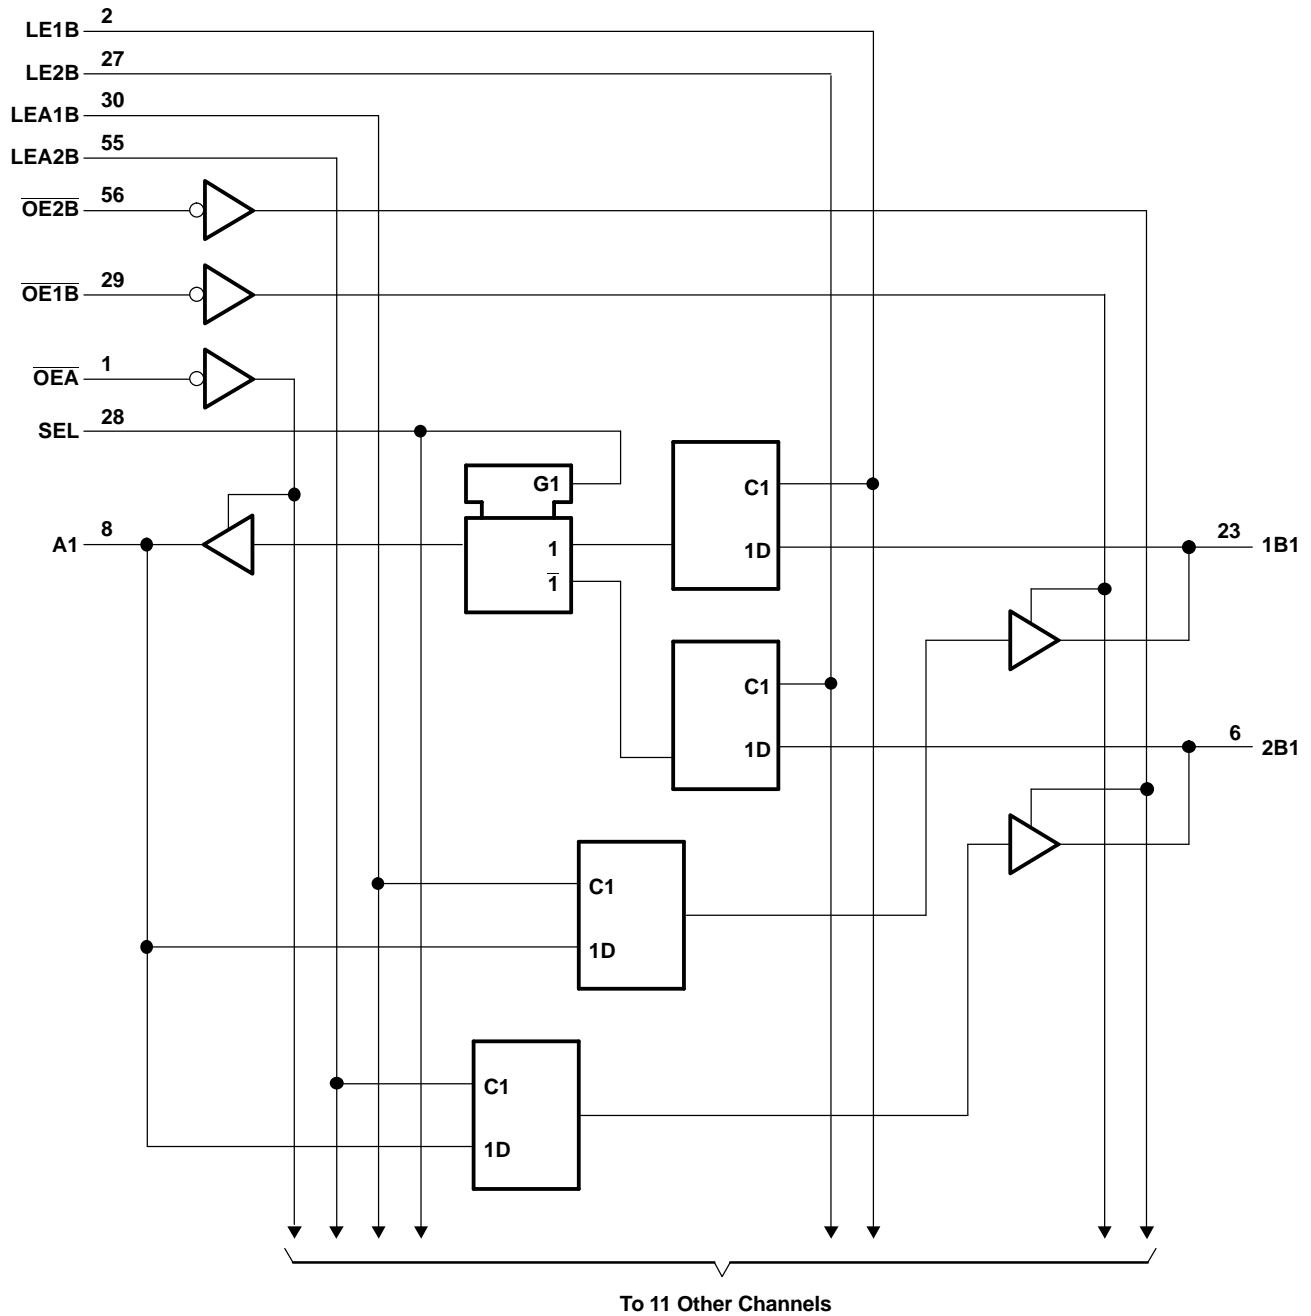 LE1B 2
LE2B 27
LEA1B 30
LEA2B 55
OE2B 56
OE1B 29
OEA 1
SEL 28
G1
C1
A1 8
1
1D
23 1B1
1
C1
1D
6 2B1
C1
1D
C1
1D
To 11 Other Channels